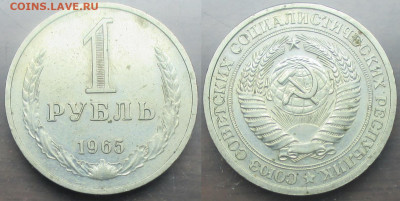 COINS.LAVE.RU
1
РУБЛЬ
1965
СОЮЗ СОВЕТСКИХ СОЦИАЛИСТИЧЕСКИХ РЕСПУБЛИК